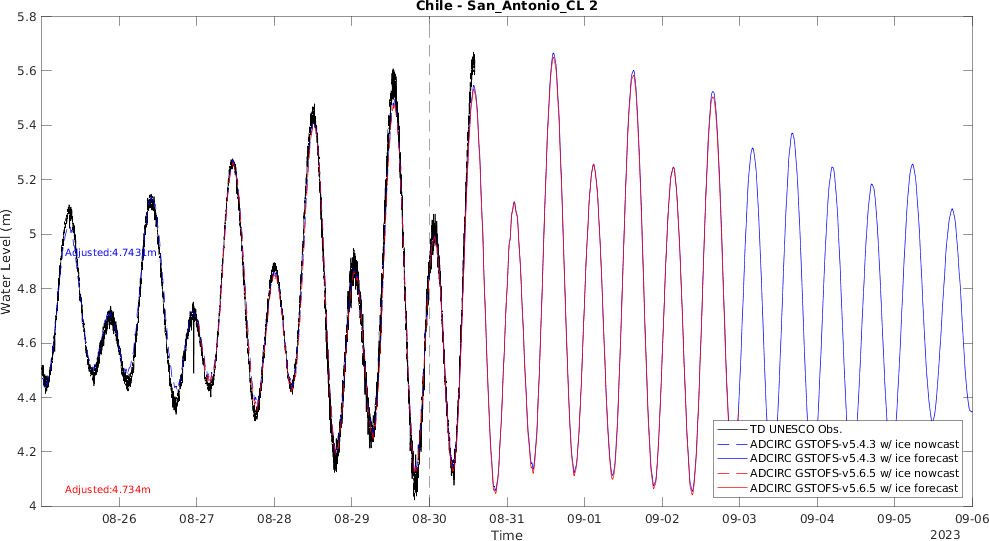 Chile - San_Antonio_CL 2
Water Level (m)
5.8
5.6
5.4
5.2
5
4.8
4.6
4.4
4.2
4
Adjusted:4.7431m
Adjusted:4.734m
TD UNESCO Obs.
ADCIRC GSTOFS-v5.4.3 w/ ice nowcast
ADCIRC GSTOFS-v5.4.3 w/ ice forecast
ADCIRC GSTOFS-v5.6.5 w/ ice nowcast
ADCIRC GSTOFS-v5.6.5 w/ ice forecast
08-26 08-27 08-28 08-29 08-30 08-31 09-01 09-02 09-03 09-04 09-05 09-06
Time
2023